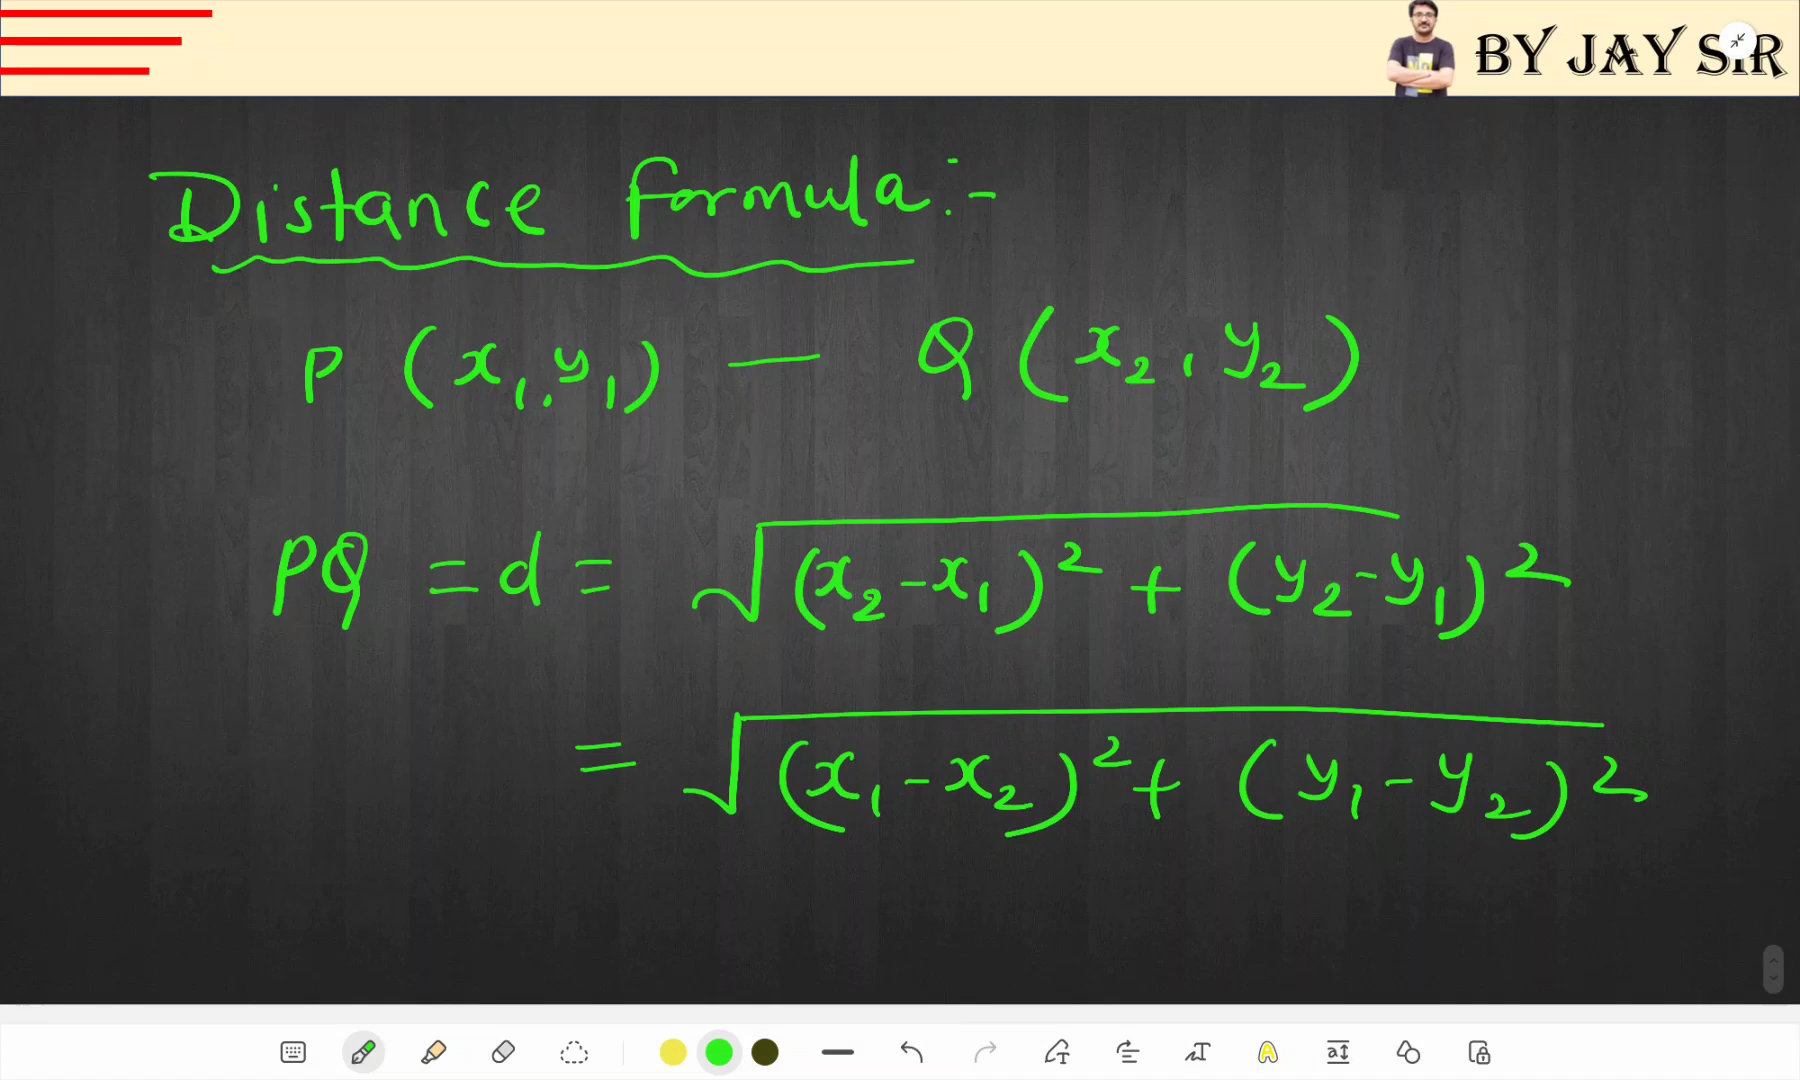 BY JAY SIR
Distance formula :-
P (x₁, y₁) — Q (x₂, y₂)
PQ = d = √(x₂-x₁)² + (y₂-y₁)²
= √(x₁-x₂)² + (y₁-y₂)²